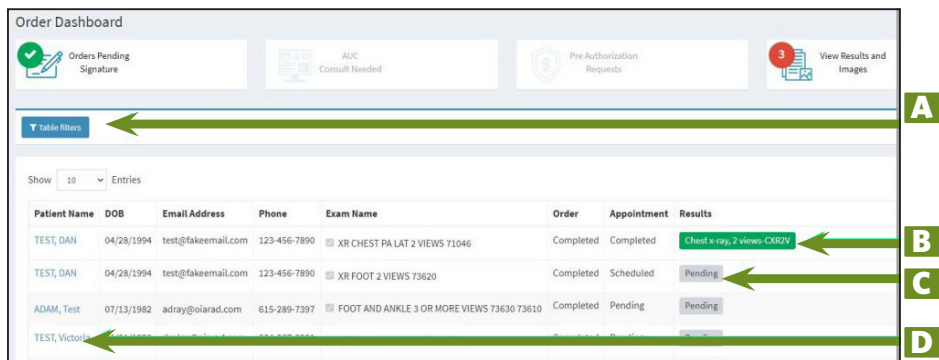 Order Dashboard
Orders Pending Signature
AUC Consult Needed
Pre Authorization Requests
3 View Results and Images
A
Table filters
Show 10 Entries
Patient Name DOB Email Address Phone Exam Name Order Appointment Results
TEST, DAN 04/28/1994 test@fakeemail.com 123-456-7890 XR CHEST PA LAT 2 VIEWS 71046 Completed Completed Chest x-ray, 2 views-CXR2V
B
TEST, DAN 04/28/1994 test@fakeemail.com 123-456-7890 XR FOOT 2 VIEWS 73620 Completed Scheduled Pending
C
ADAM, Test 07/13/1982 adray@oiarad.com 615-289-7397 FOOT AND ANKLE 3 OR MORE VIEWS 73630 73610 Completed Pending Pending
TEST, Victoria
D